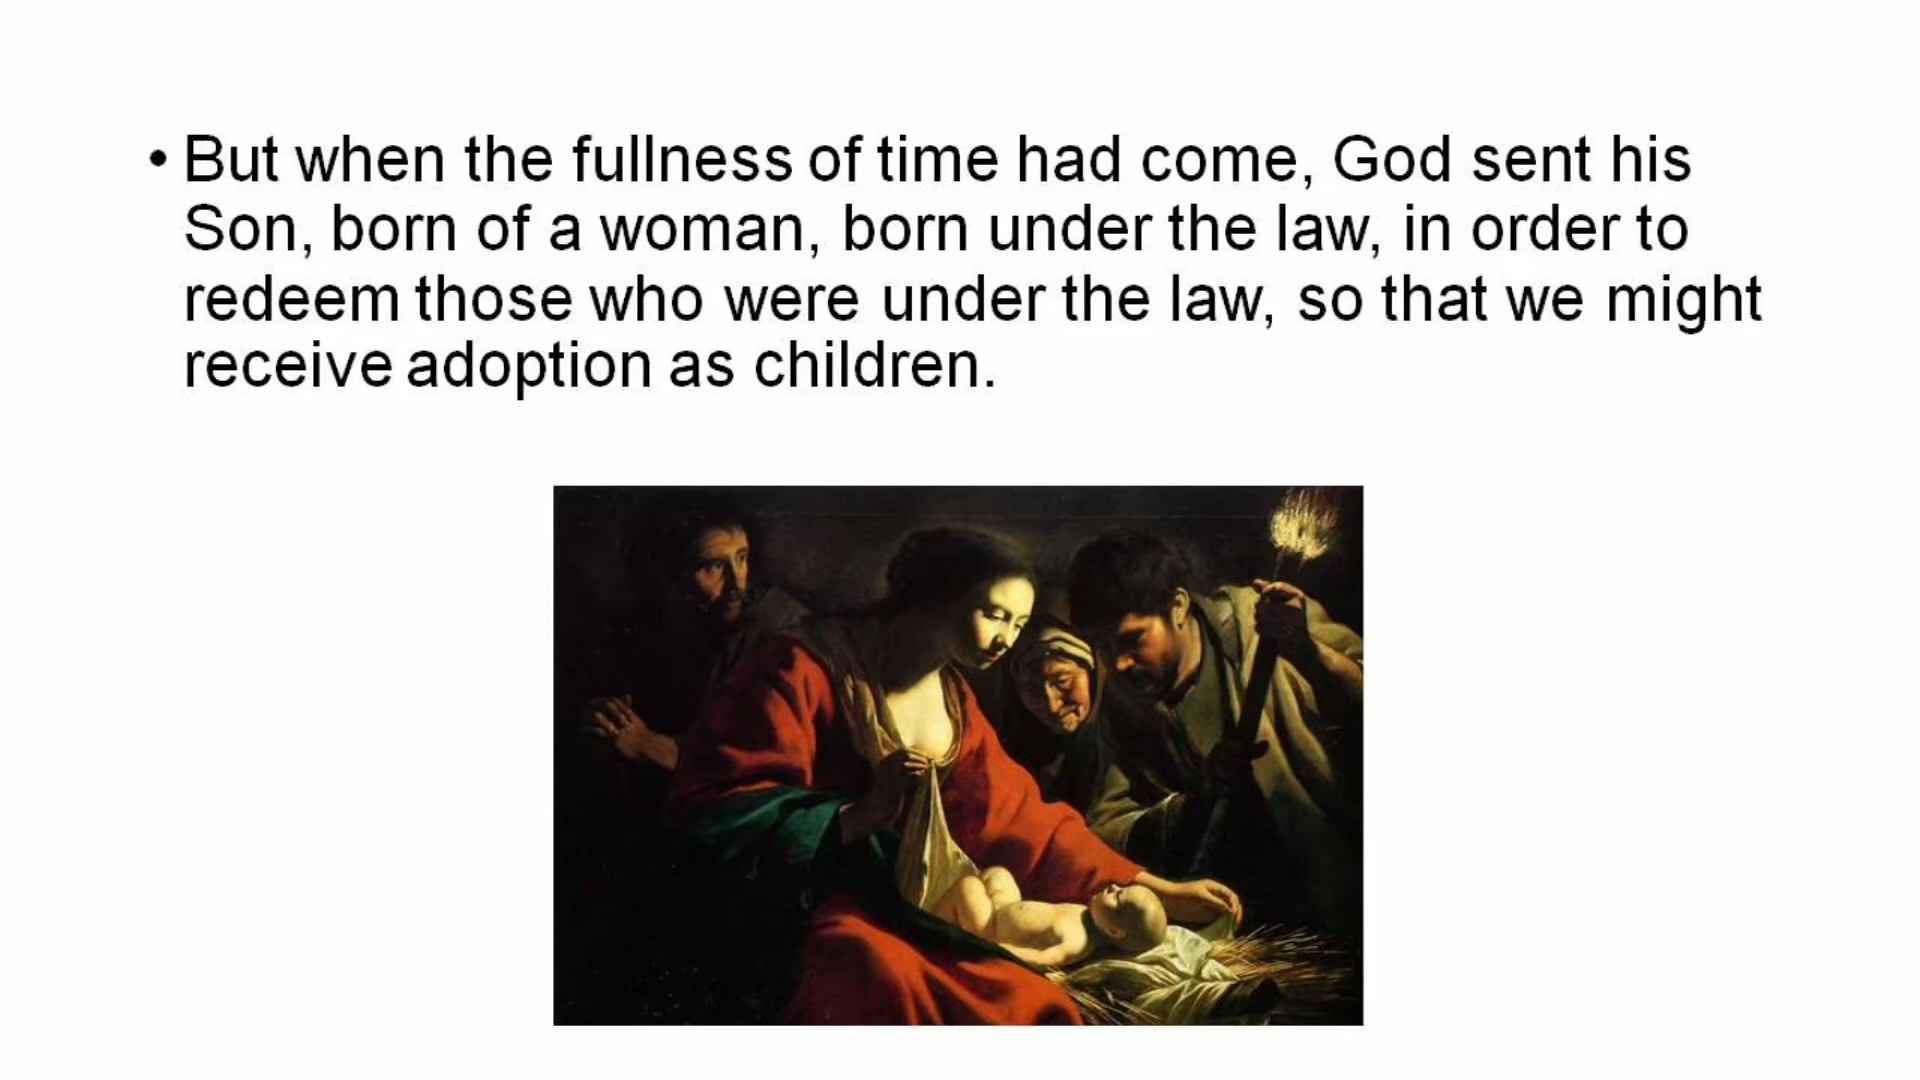 • But when the fullness of time had come, God sent his
Son, born of a woman, born under the law, in order to
redeem those who were under the law, so that we might
receive adoption as children.